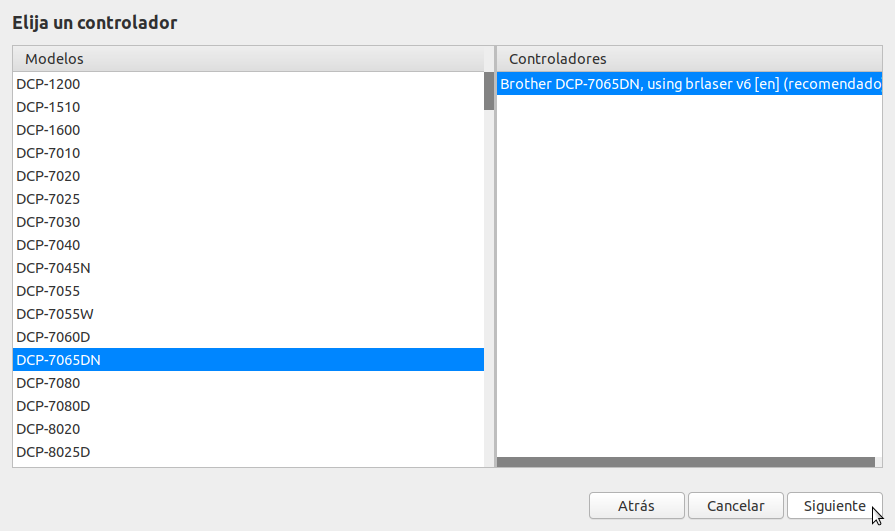 Elija un controlador
Modelos
DCP-1200
DCP-1510
DCP-1600
DCP-7010
DCP-7020
DCP-7025
DCP-7030
DCP-7040
DCP-7045N
DCP-7055
DCP-7055W
DCP-7060D
DCP-7065DN
DCP-7080
DCP-7080D
DCP-8020
DCP-8025D
Controladores
Brother DCP-7065DN, using brlaser v6 [en] (recomendado
Atrás
Cancelar
Siguiente